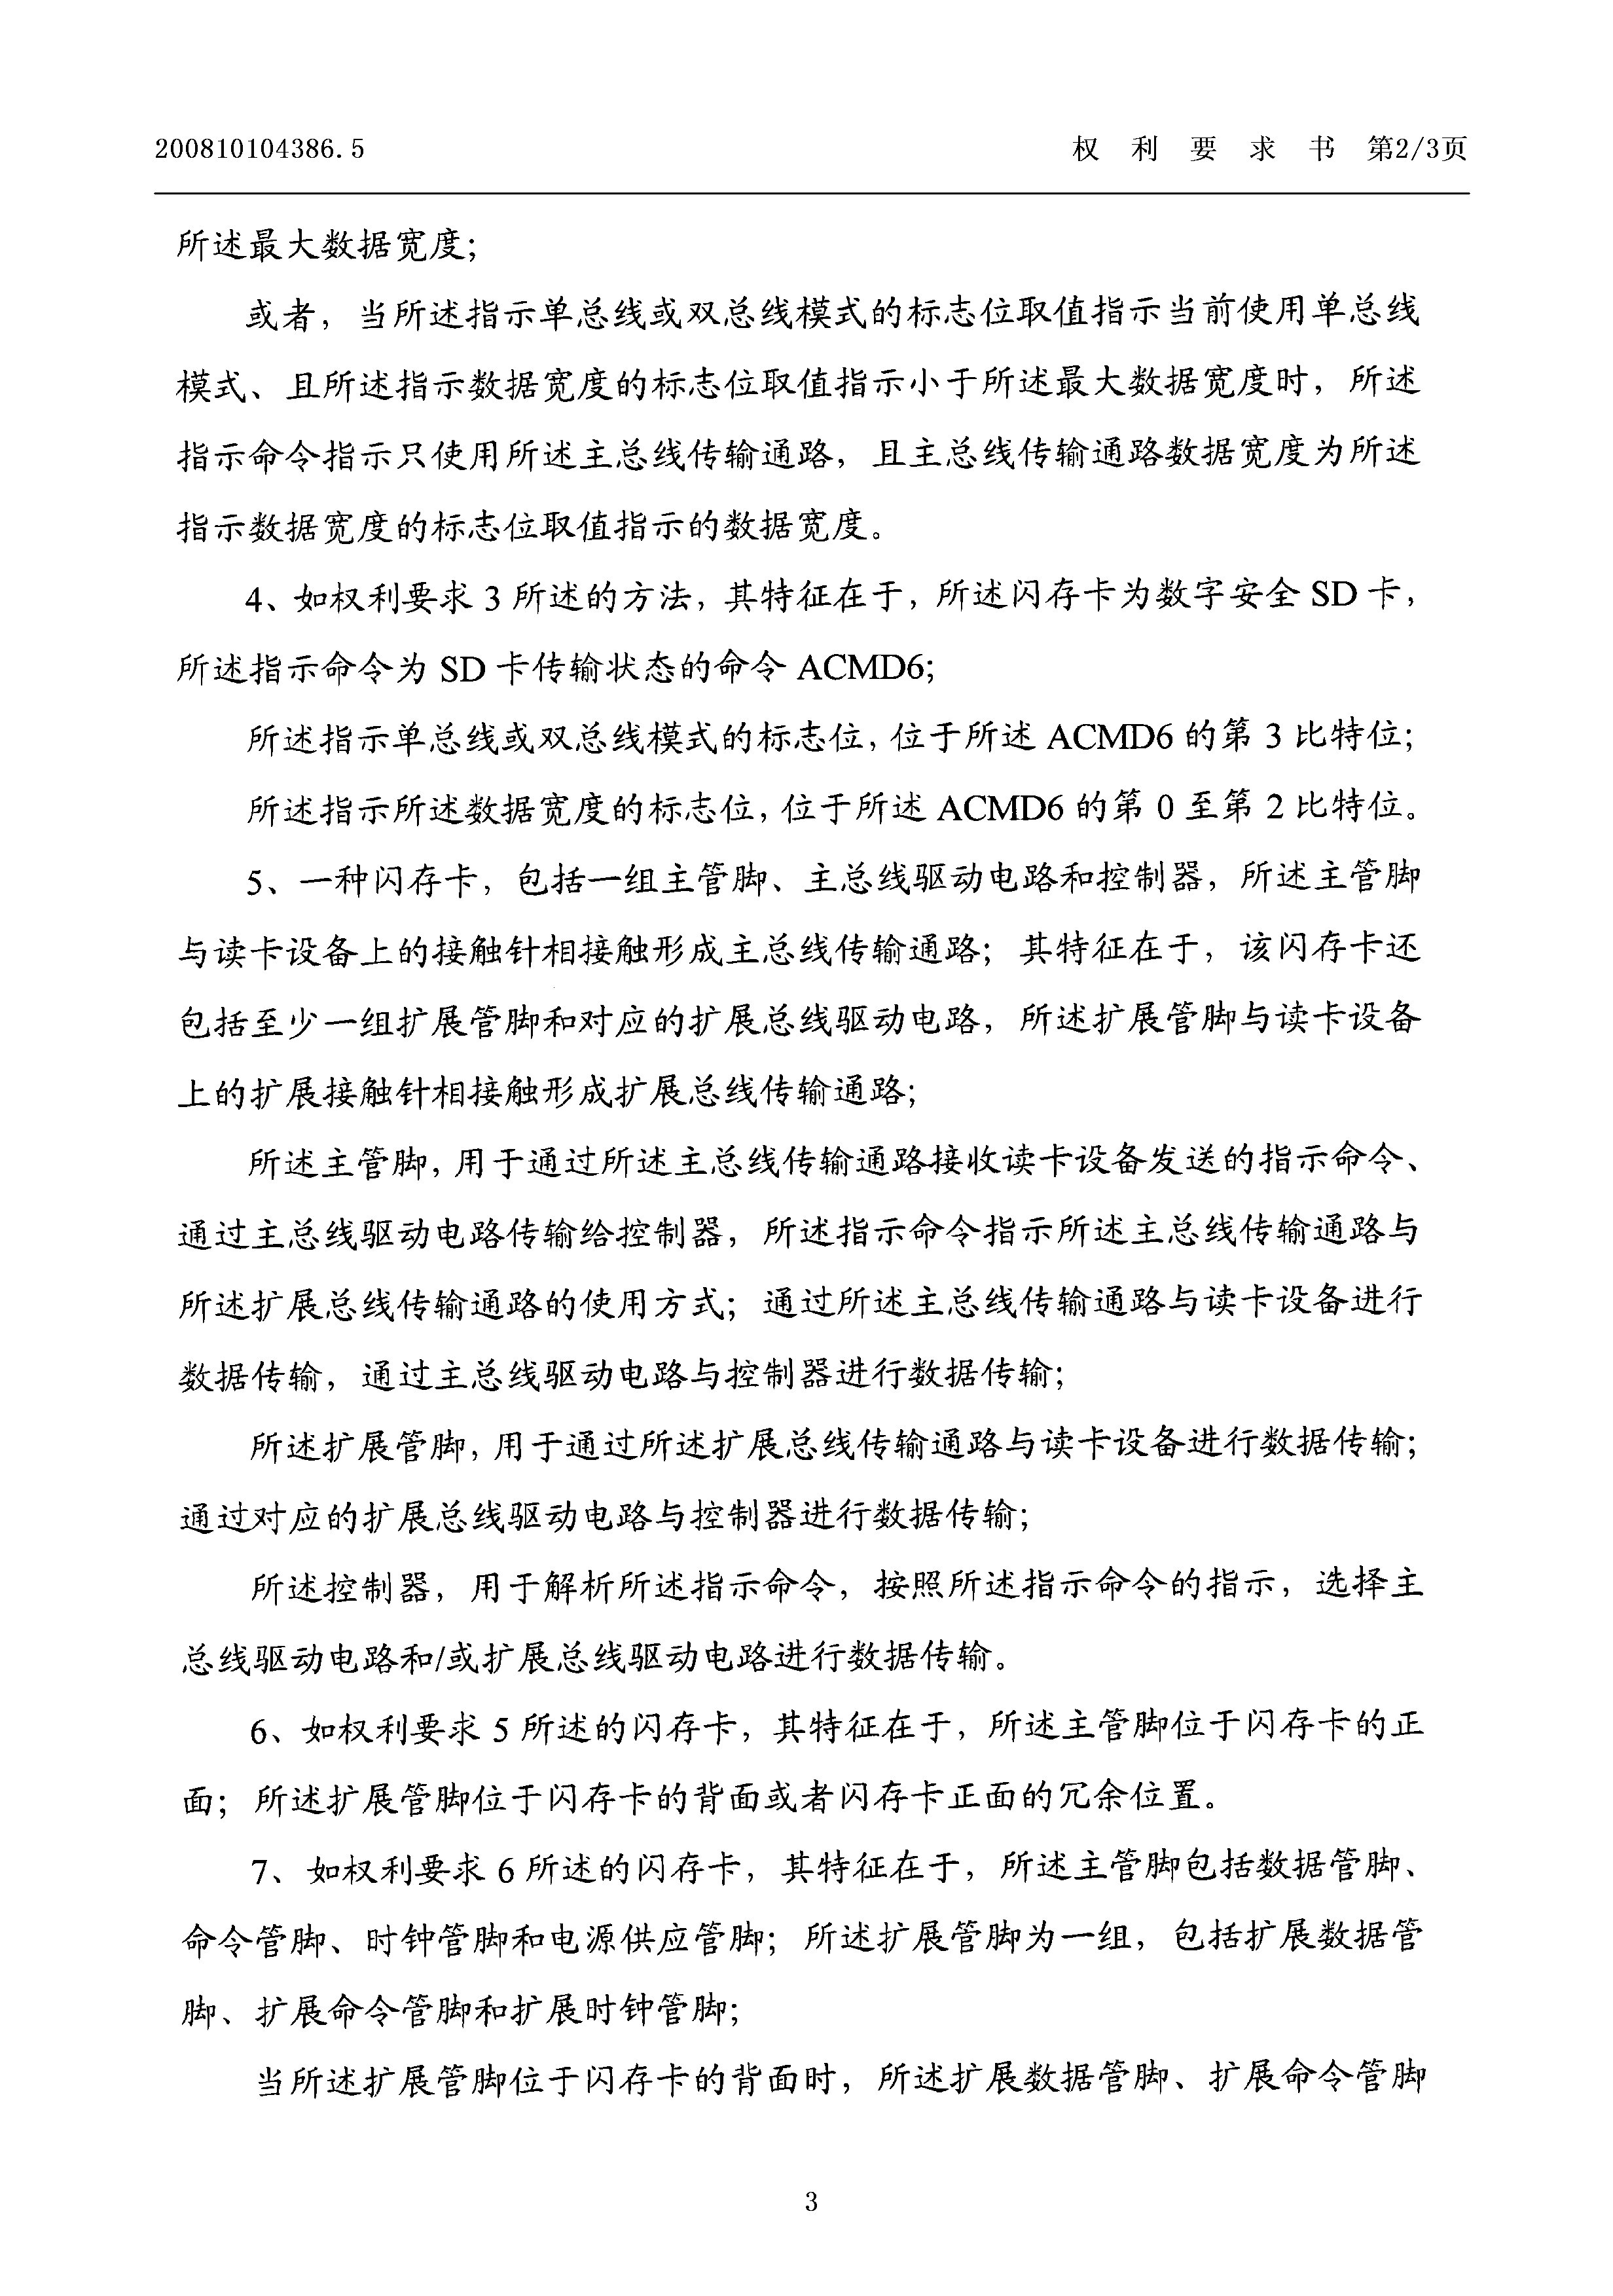 200810104386.5 权 利 要 求 书 第2/3页
所述最大数据宽度；
或者，当所述指示单总线或双总线模式的标志位取值指示当前使用单总线
模式、且所述指示数据宽度的标志位取值指示小于所述最大数据宽度时，所述
指示命令指示只使用所述主总线传输通路，且主总线传输通路数据宽度为所述
指示数据宽度的标志位取值指示的数据宽度。
4、如权利要求 3 所述的方法，其特征在于，所述闪存卡为数字安全 SD 卡，
所述指示命令为 SD 卡传输状态的命令 ACMD6;
所述指示单总线或双总线模式的标志位，位于所述 ACMD6 的第 3 比特位；
所述指示所述数据宽度的标志位，位于所述 ACMD6 的第 0 至第 2 比特位。
5、一种闪存卡，包括一组主管脚、主总线驱动电路和控制器，所述主管脚
与读卡设备上的接触针相接触形成主总线传输通路；其特征在于，该闪存卡还
包括至少一组扩展管脚和对应的扩展总线驱动电路，所述扩展管脚与读卡设备
上的扩展接触针相接触形成扩展总线传输通路；
所述主管脚，用于通过所述主总线传输通路接收读卡设备发送的指示命令、
通过主总线驱动电路传输给控制器，所述指示命令指示所述主总线传输通路与
所述扩展总线传输通路的使用方式；通过所述主总线传输通路与读卡设备进行
数据传输，通过主总线驱动电路与控制器进行数据传输；
所述扩展管脚，用于通过所述扩展总线传输通路与读卡设备进行数据传输；
通过对应的扩展总线驱动电路与控制器进行数据传输；
所述控制器，用于解析所述指示命令，按照所述指示命令的指示，选择主
总线驱动电路和/或扩展总线驱动电路进行数据传输。
6、如权利要求 5 所述的闪存卡，其特征在于，所述主管脚位于闪存卡的正
面；所述扩展管脚位于闪存卡的背面或者闪存卡正面的冗余位置。
7、如权利要求 6 所述的闪存卡，其特征在于，所述主管脚包括数据管脚、
命令管脚、时钟管脚和电源供应管脚；所述扩展管脚为一组，包括扩展数据管
脚、扩展命令管脚和扩展时钟管脚；
当所述扩展管脚位于闪存卡的背面时，所述扩展数据管脚、扩展命令管脚
3